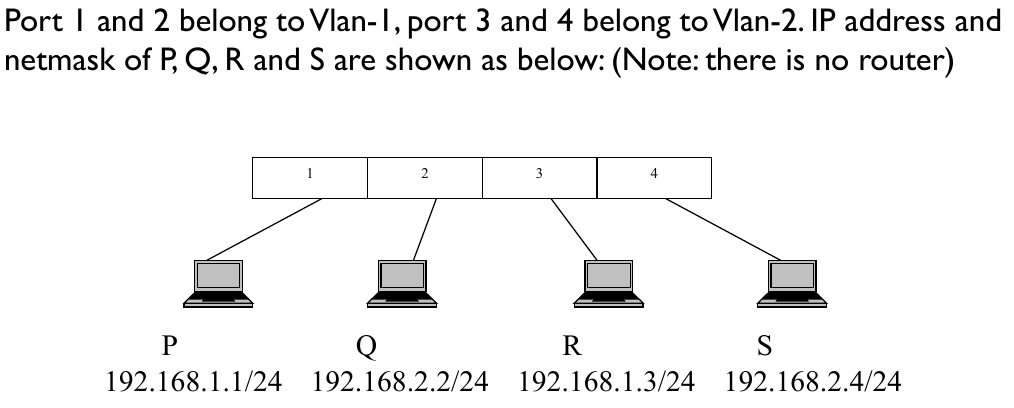 Port 1 and 2 belong to Vlan-1, port 3 and 4 belong to Vlan-2. IP address and
netmask of P, Q, R and S are shown as below: (Note: there is no router)
1 2 3 4
P Q R S
192.168.1.1/24 192.168.2.2/24 192.168.1.3/24 192.168.2.4/24